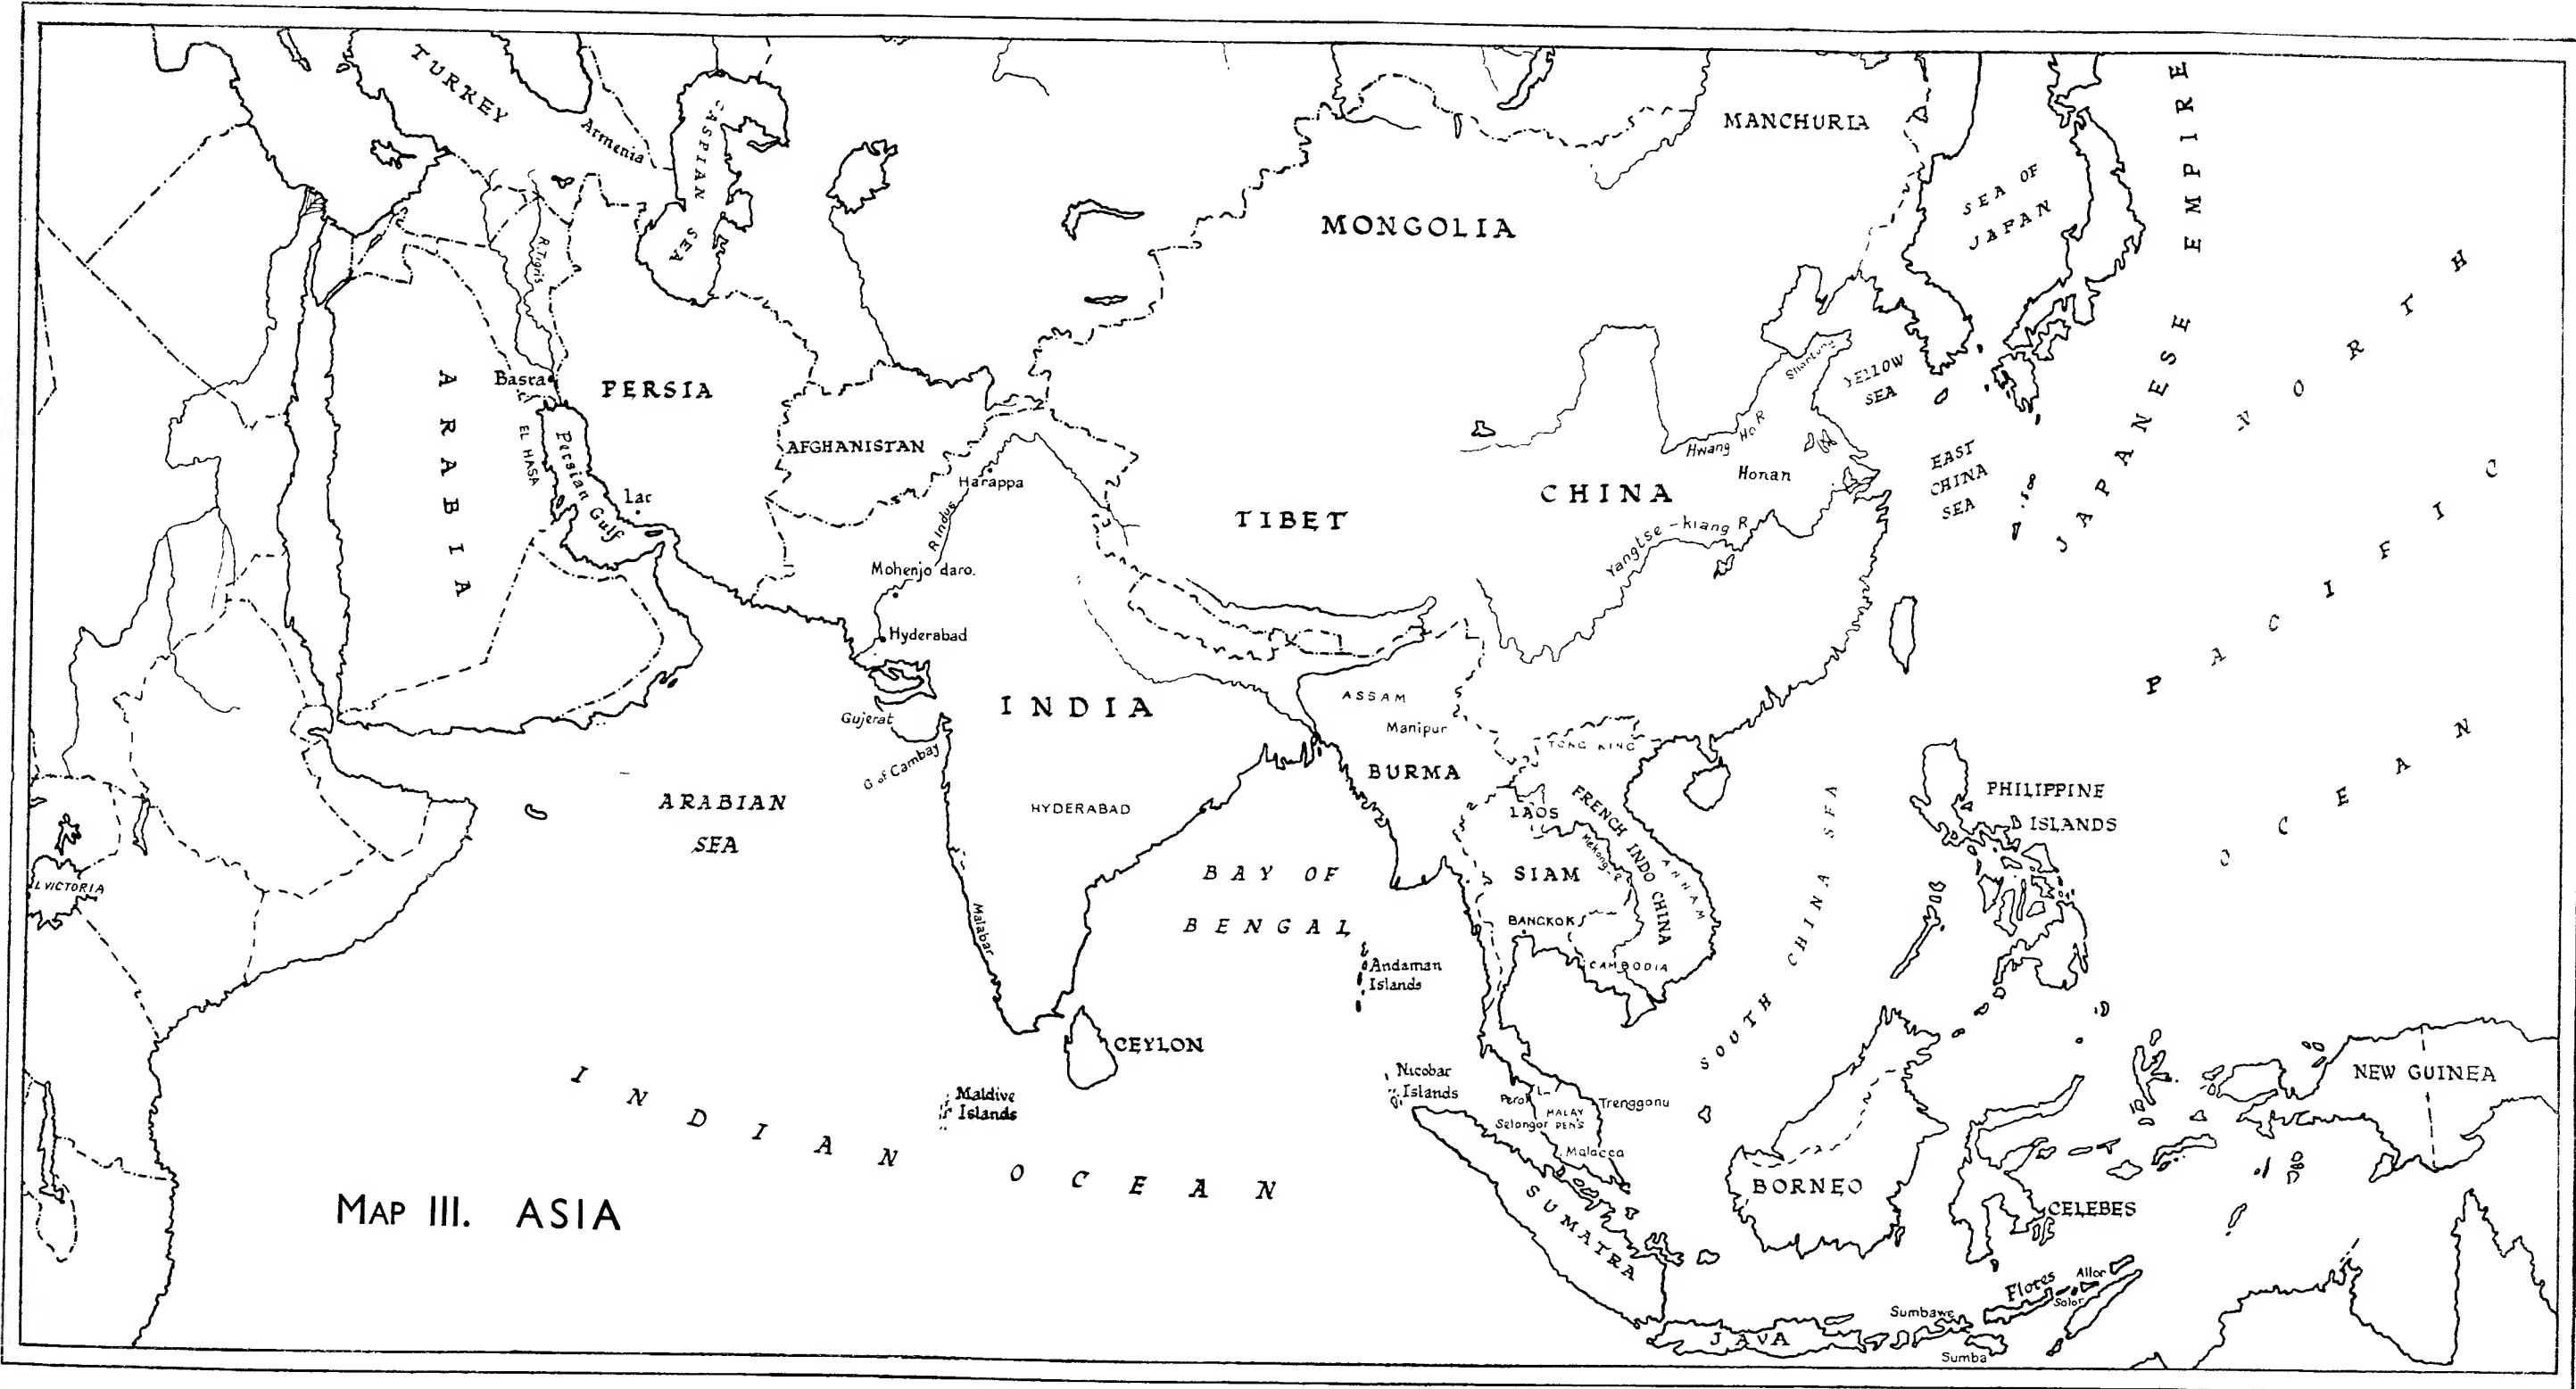 TURKEY
Armenia
CASPIAN
SEA
MANCHURIA
SEA OF
JAPAN
JAPANESE EMPIRE
MONGOLIA
R. Tigris
NORTH
PACIFIC
OCEAN
ARABIA
Basra
PERSIA
EL HASA
Persian Gulf
Lar
AFGHANISTAN
Harappa
R Indus
Mohenjo daro.
Hyderabad
TIBET
CHINA
Shantung
YELLOW
SEA
Hwang Ho R
Honan
EAST
CHINA
SEA
Yangtse-kiang R
INDIA
Gujerat
G of Cambay
ASSAM
Manipur
TONG KING
BURMA
HYDERABAD
ARABIAN
SEA
LAOS
FRENCH INDO CHINA
Mekong R
ANNAM
SIAM
BANGKOK
CAMBODIA
SOUTH CHINA SEA
PHILIPPINE
ISLANDS
L VICTORIA
Malabar
BAY OF
BENGAL
Andaman
Islands
CEYLON
Maldive
Islands
Nicobar
Islands
INDIAN OCEAN
Perak
Trengganu
MALAY
PEN'S
Selangor
Malacca
SUMATRA
BORNEO
CELEBES
NEW GUINEA
MAP III. ASIA
Flores
Allor
Solor
Sumbawe
JAVA
Sumba